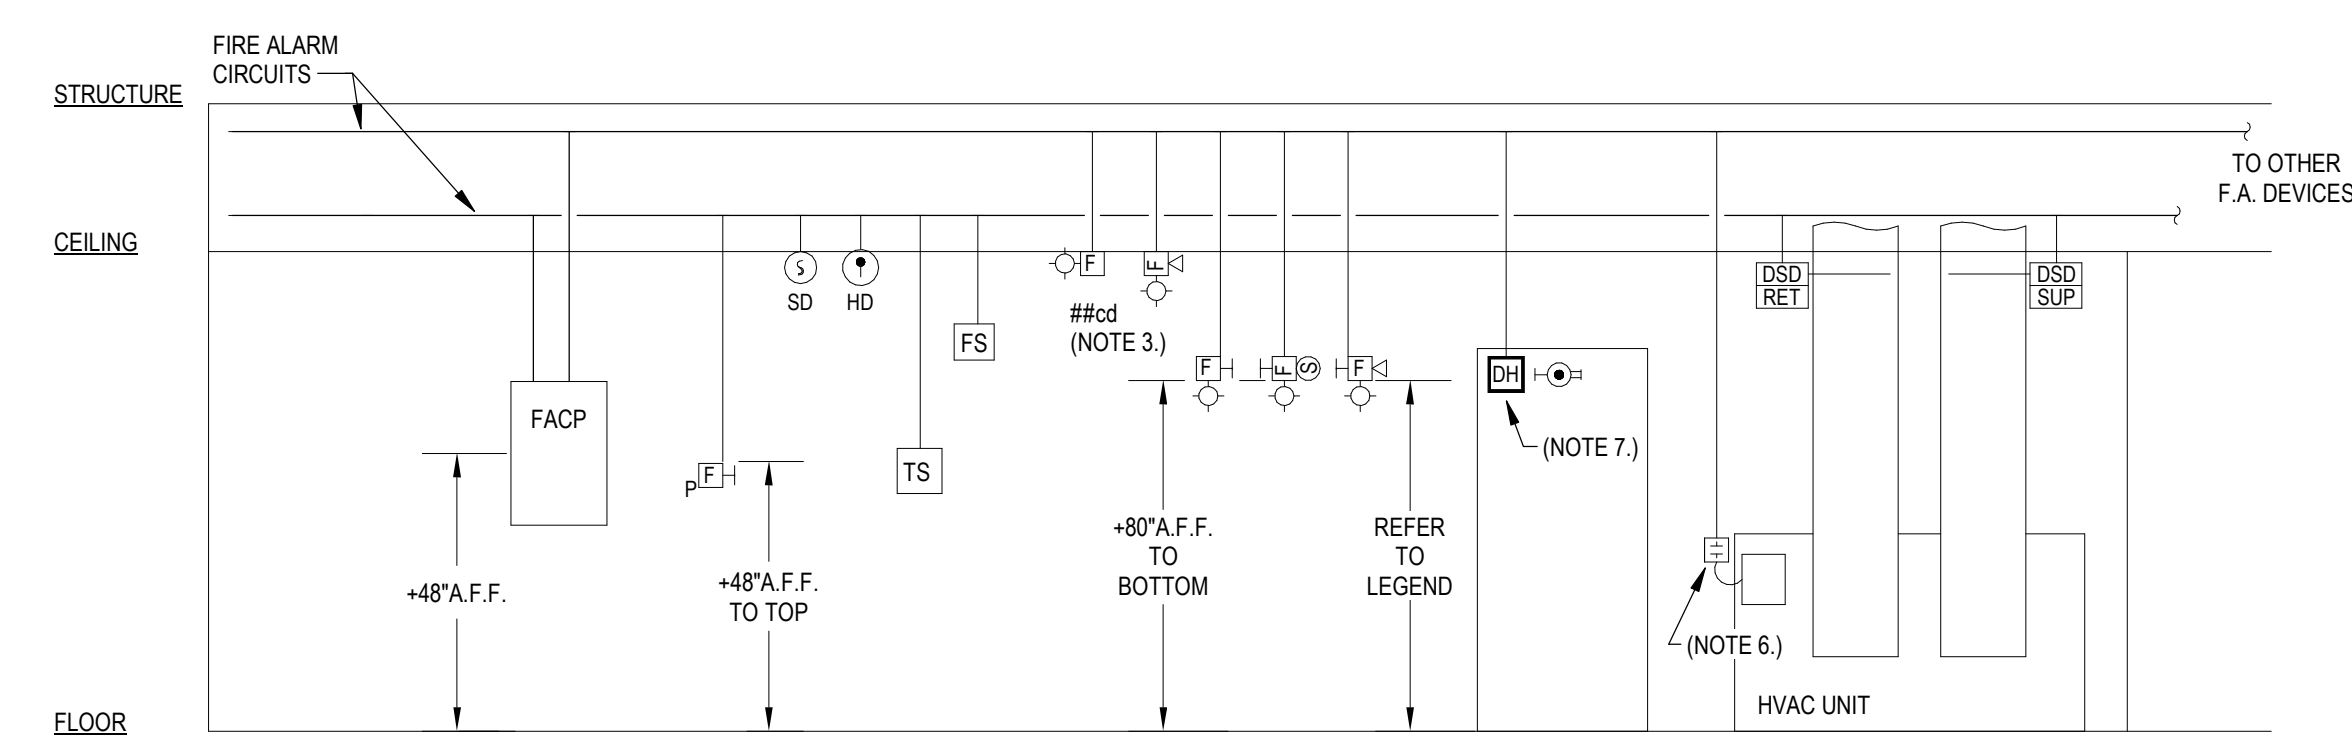 FIRE ALARM
CIRCUITS
STRUCTURE
TO OTHER
F.A. DEVICES
CEILING
S
SD
HD
F
F
DSD
RET
DSD
SUP
##cd
(NOTE 3.)
FS
F
F
S
F
DH
FACP
(NOTE 7.)
P
F
TS
+48"A.F.F.
+48"A.F.F.
TO TOP
+80"A.F.F.
TO
BOTTOM
REFER
TO
LEGEND
(NOTE 6.)
HVAC UNIT
FLOOR